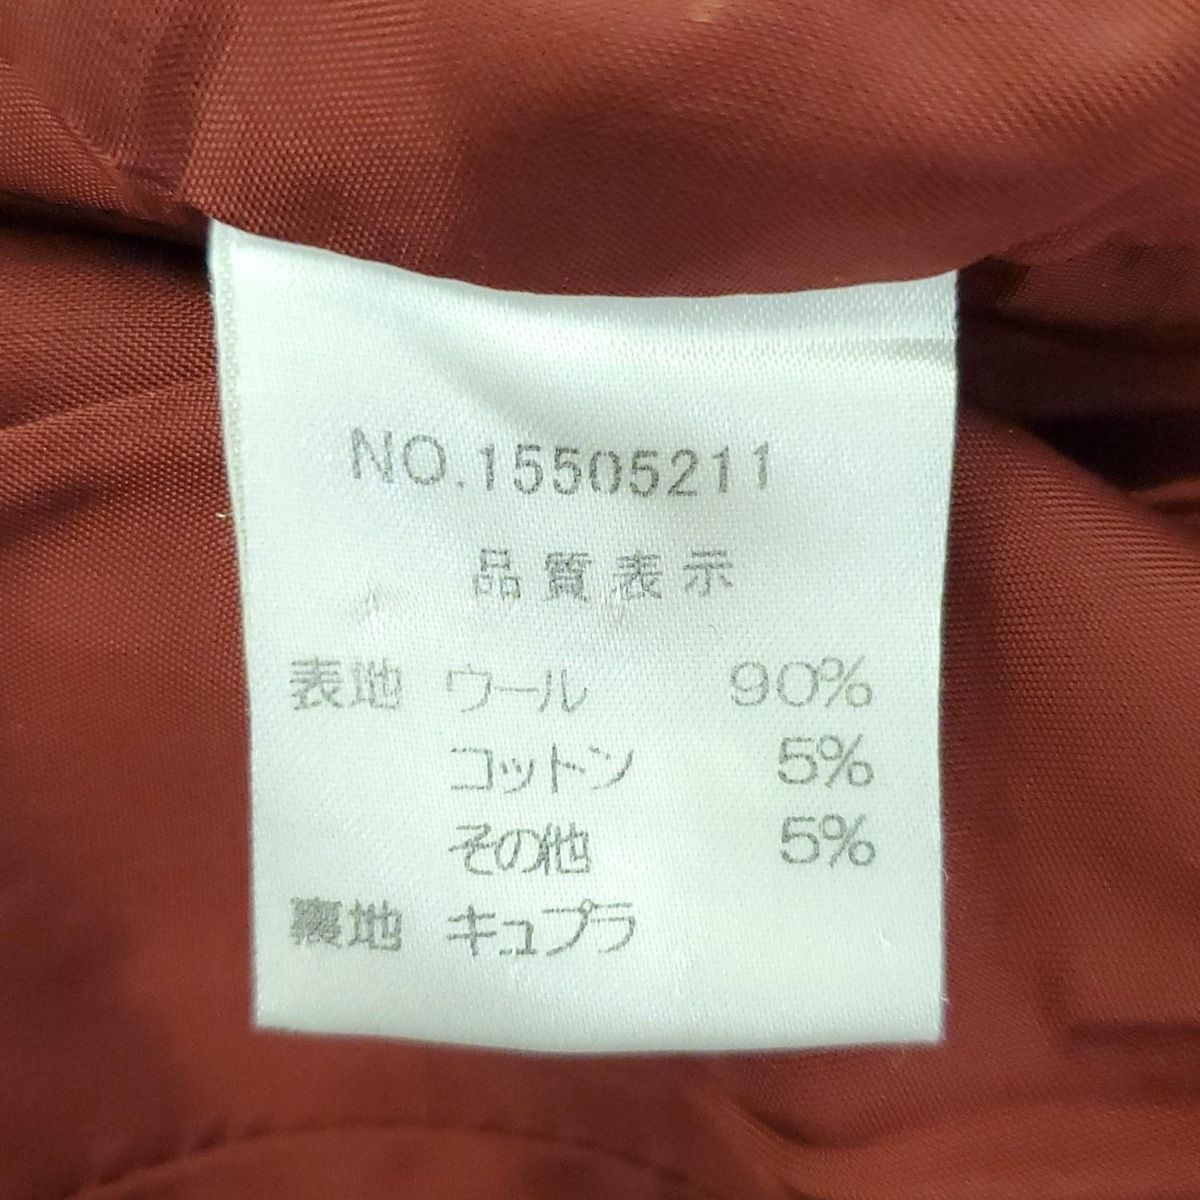 NO.15505211
品質表示
表地 ウール 90%
コットン 5%
その他 5%
裏地 キュプラ